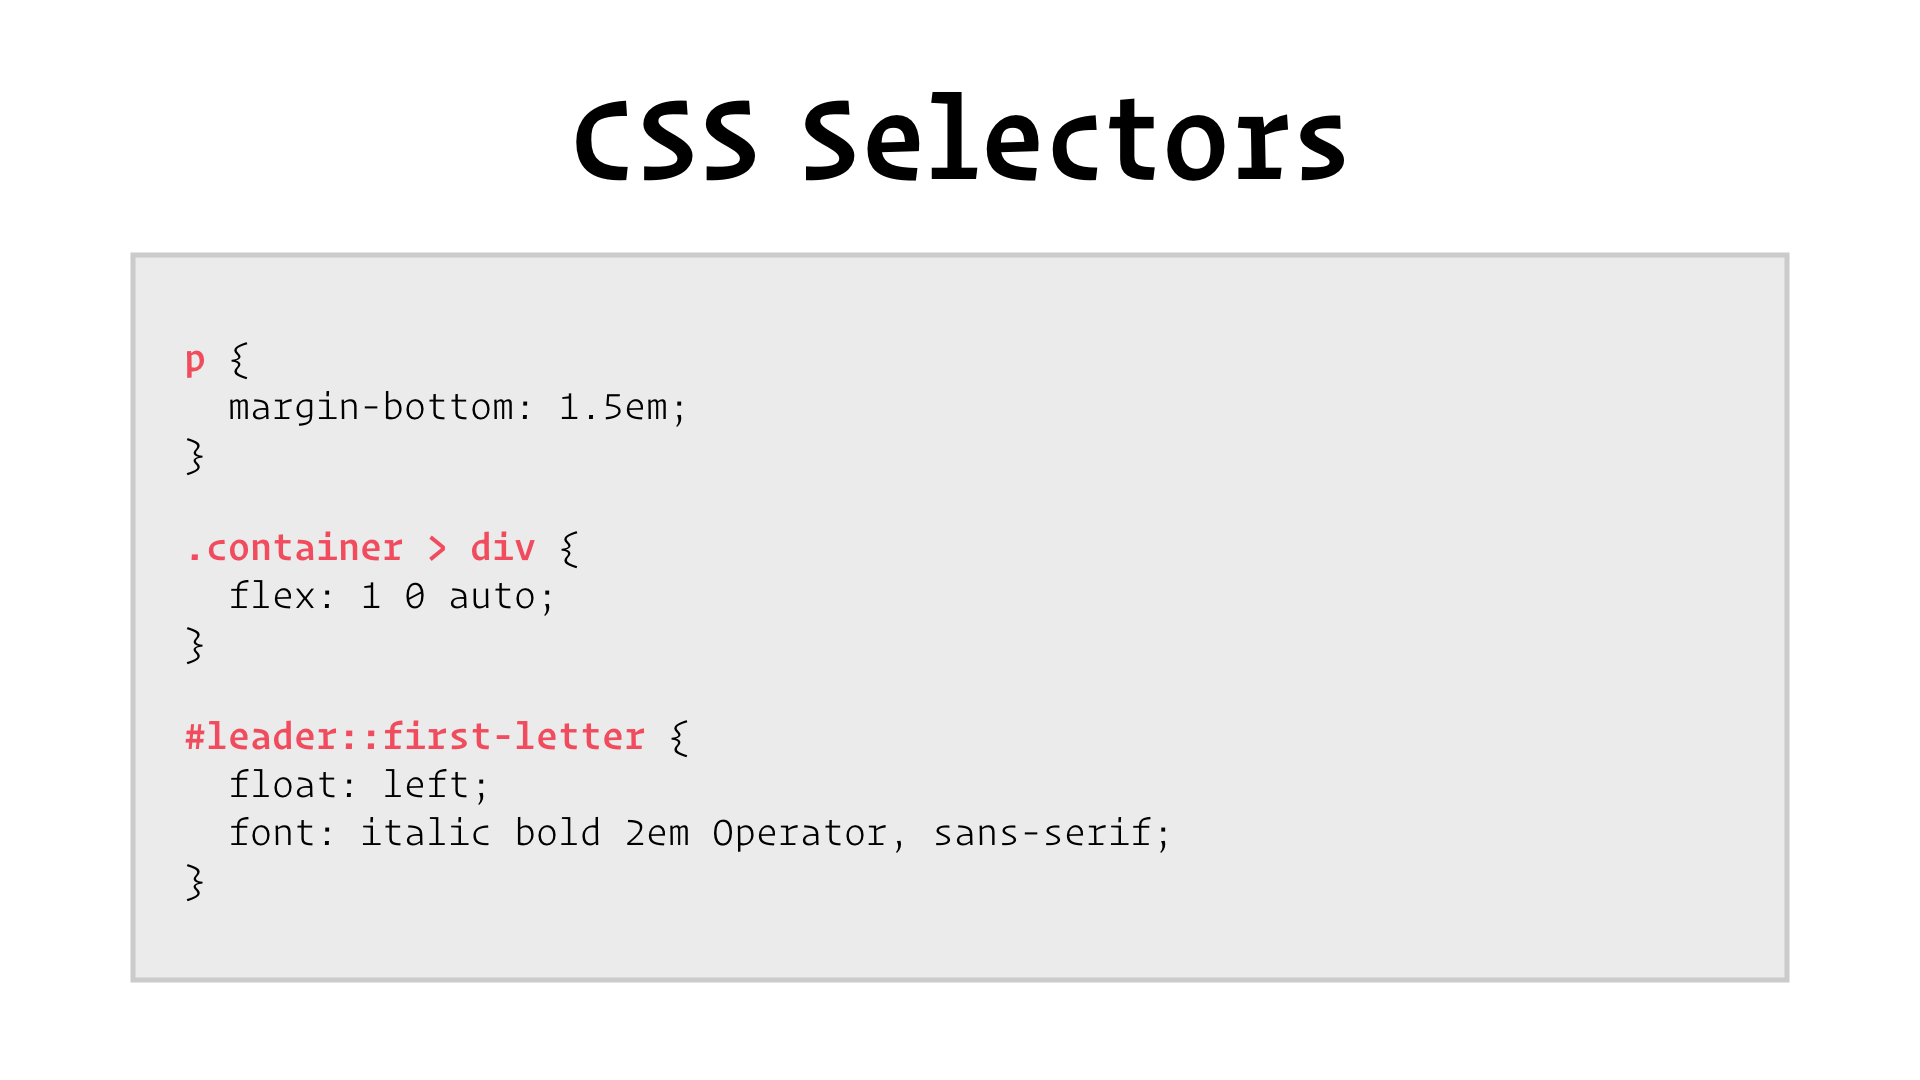 CSS Selectors
p {
  margin-bottom: 1.5em;
}
.container > div {
  flex: 1 0 auto;
}
#leader::first-letter {
  float: left;
  font: italic bold 2em Operator, sans-serif;
}